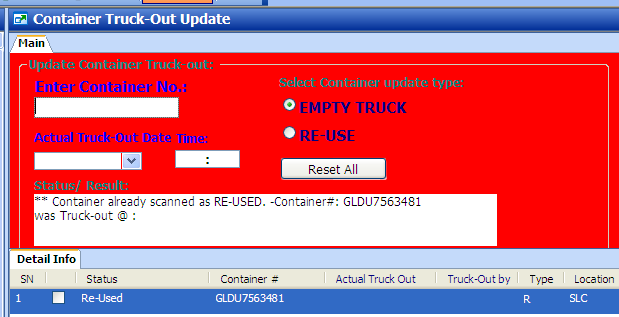 Container Truck-Out Update
Main
Update Container Truck-out:
Enter Container No.:
Select Container update type:
EMPTY TRUCK
RE-USE
Actual Truck-Out Date Time:
:
Reset All
Status/ Result:
** Container already scanned as RE-USED. -Container#: GLDU7563481
was Truck-out @ :
Detail Info
SN Status Container # Actual Truck Out Truck-Out by Type Location
1 Re-Used GLDU7563481 R SLC